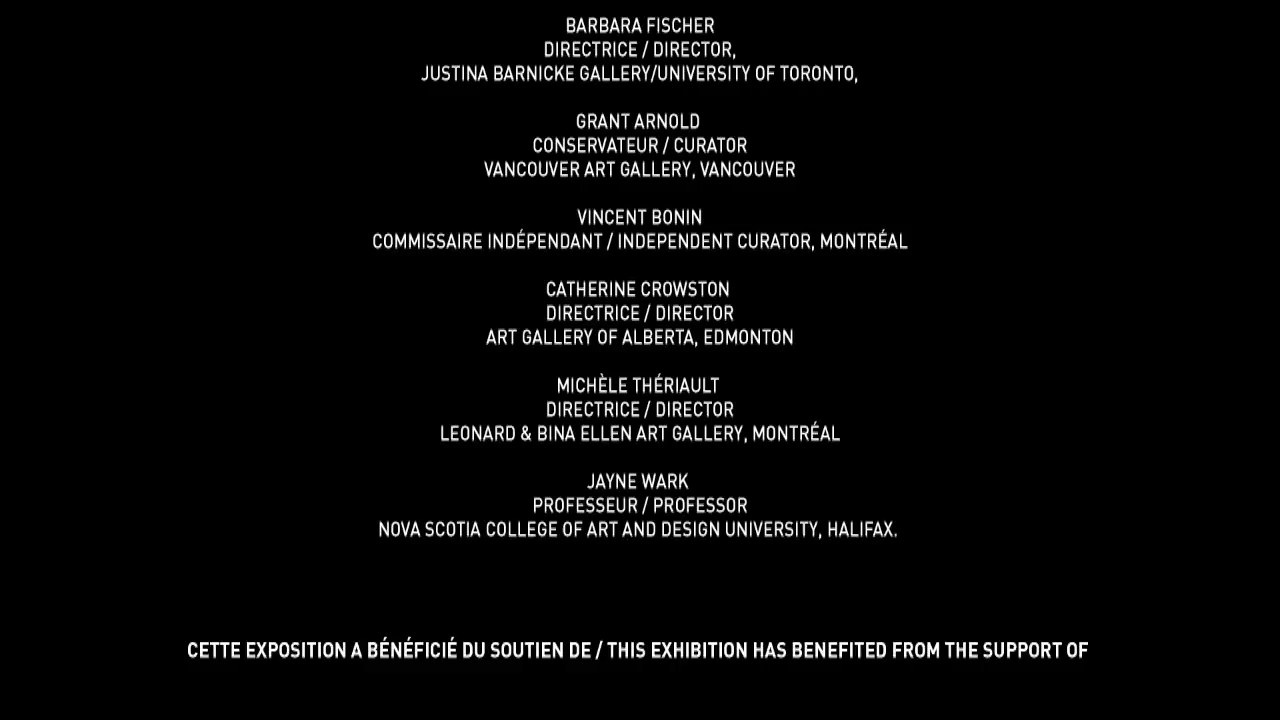 BARBARA FISCHER
DIRECTRICE / DIRECTOR,
JUSTINA BARNICKE GALLERY/UNIVERSITY OF TORONTO,
GRANT ARNOLD
CONSERVATEUR / CURATOR
VANCOUVER ART GALLERY, VANCOUVER
VINCENT BONIN
COMMISSAIRE INDÉPENDANT / INDEPENDENT CURATOR, MONTRÉAL
CATHERINE CROWSTON
DIRECTRICE / DIRECTOR
ART GALLERY OF ALBERTA, EDMONTON
MICHÈLE THÉRIAULT
DIRECTRICE / DIRECTOR
LEONARD & BINA ELLEN ART GALLERY, MONTRÉAL
JAYNE WARK
PROFESSEUR / PROFESSOR
NOVA SCOTIA COLLEGE OF ART AND DESIGN UNIVERSITY, HALIFAX.
CETTE EXPOSITION A BÉNÉFICIÉ DU SOUTIEN DE / THIS EXHIBITION HAS BENEFITED FROM THE SUPPORT OF